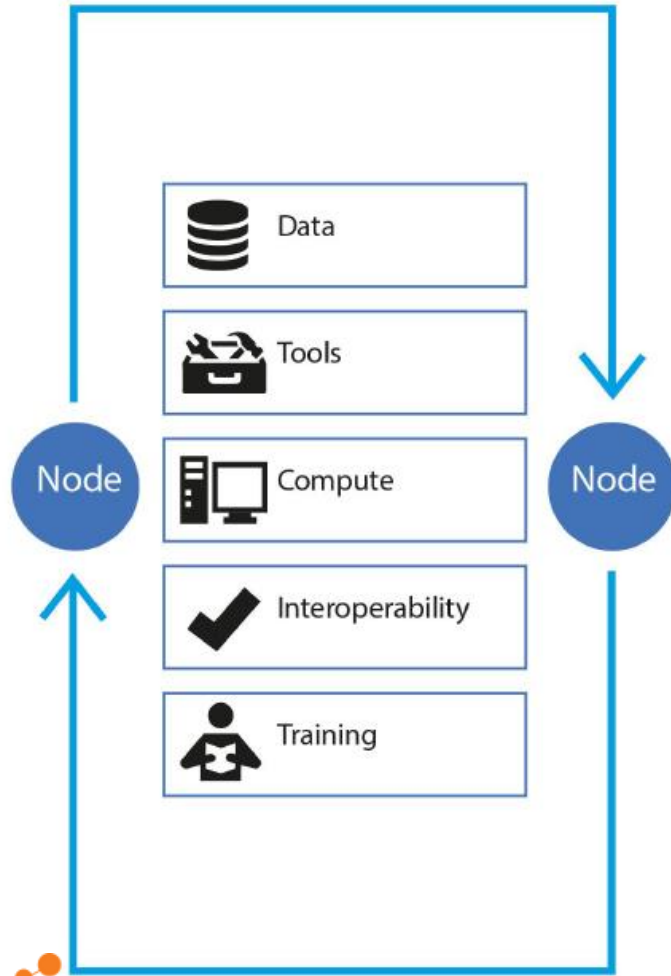 Data
Tools
Node
Compute
Node
Interoperability
Training